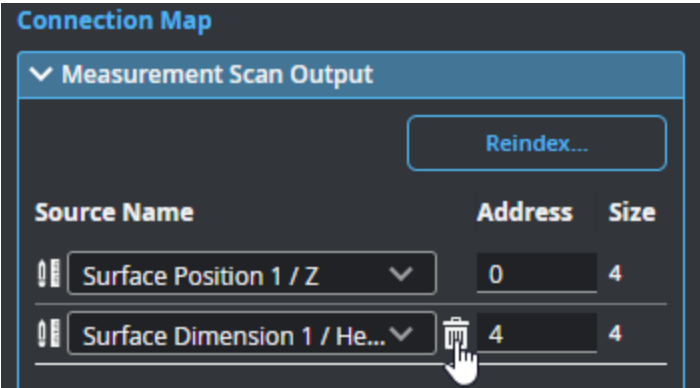 Connection Map
Measurement Scan Output
Reindex...
Source Name Address Size
Surface Position 1 / Z 0 4
Surface Dimension 1 / He... 4 4